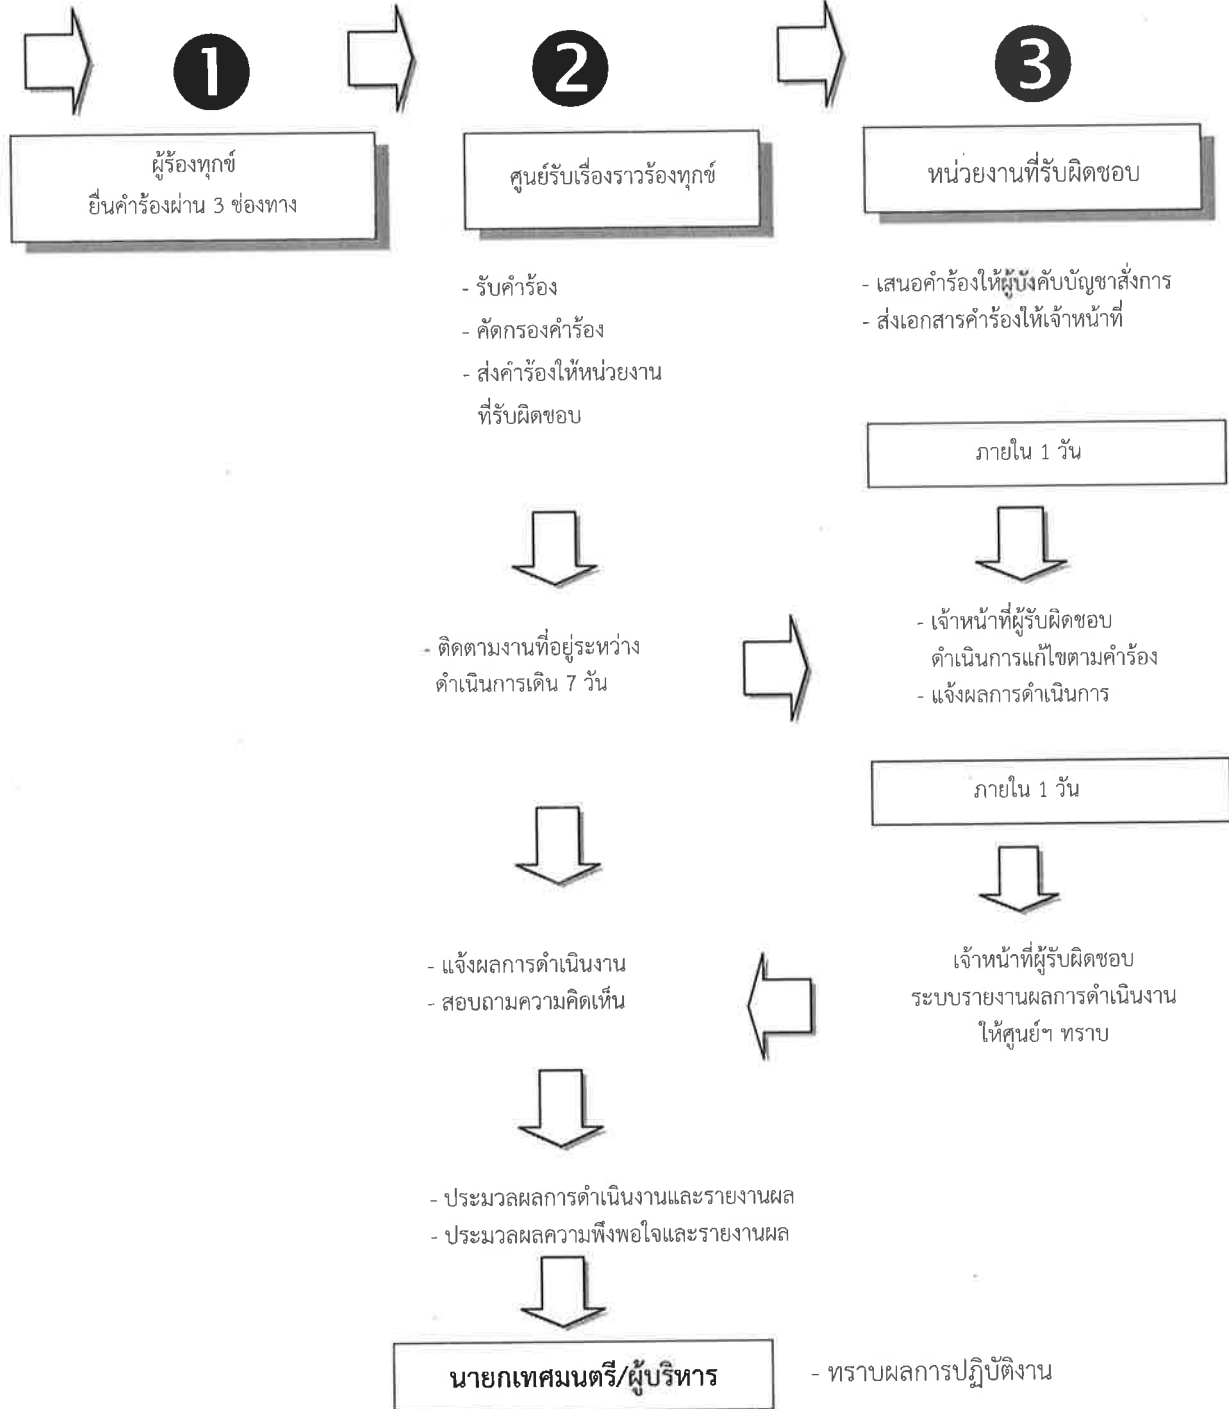 1
2
3
ผู้ร้องทุกข์
ยื่นคำร้องผ่าน 3 ช่องทาง
ศูนย์รับเรื่องราวร้องทุกข์
หน่วยงานที่รับผิดชอบ
- รับคำร้อง
- คัดกรองคำร้อง
- ส่งคำร้องให้หน่วยงาน
ที่รับผิดชอบ
- เสนอคำร้องให้ผู้บังคับบัญชาสั่งการ
- ส่งเอกสารคำร้องให้เจ้าหน้าที่
ภายใน 1 วัน
- ติดตามงานที่อยู่ระหว่าง
ดำเนินการเดิน 7 วัน
- เจ้าหน้าที่ผู้รับผิดชอบ
ดำเนินการแก้ไขตามคำร้อง
- แจ้งผลการดำเนินการ
ภายใน 1 วัน
- แจ้งผลการดำเนินงาน
- สอบถามความคิดเห็น
เจ้าหน้าที่ผู้รับผิดชอบ
ระบบรายงานผลการดำเนินงาน
ให้ศูนย์ฯ ทราบ
- ประมวลผลการดำเนินงานและรายงานผล
- ประมวลผลความพึงพอใจและรายงานผล
นายกเทศมนตรี/ผู้บริหาร
- ทราบผลการปฏิบัติงาน